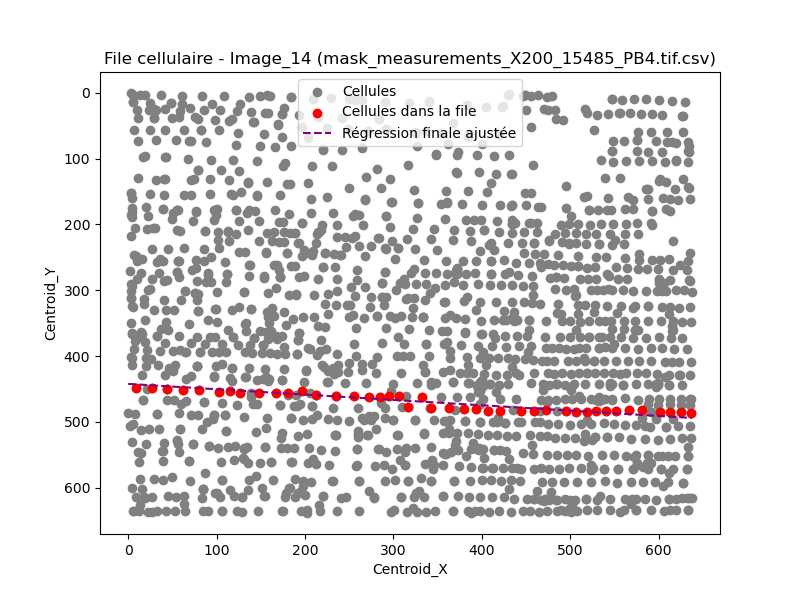 File cellulaire - Image_14 (mask_measurements_X200_15485_PB4.tif.csv)
Cellules
Cellules dans la file
Régression finale ajustée
Centroid_Y
0
100
200
300
400
500
600
0 100 200 300 400 500 600
Centroid_X